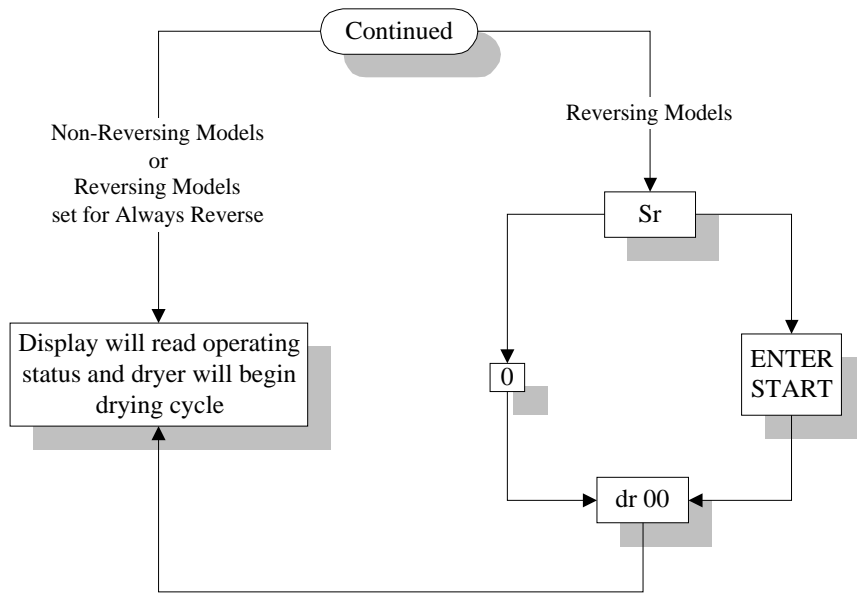 Continued
Non-Reversing Models
or
Reversing Models
set for Always Reverse
Reversing Models
Sr
Display will read operating
status and dryer will begin
drying cycle
0
ENTER
START
dr 00